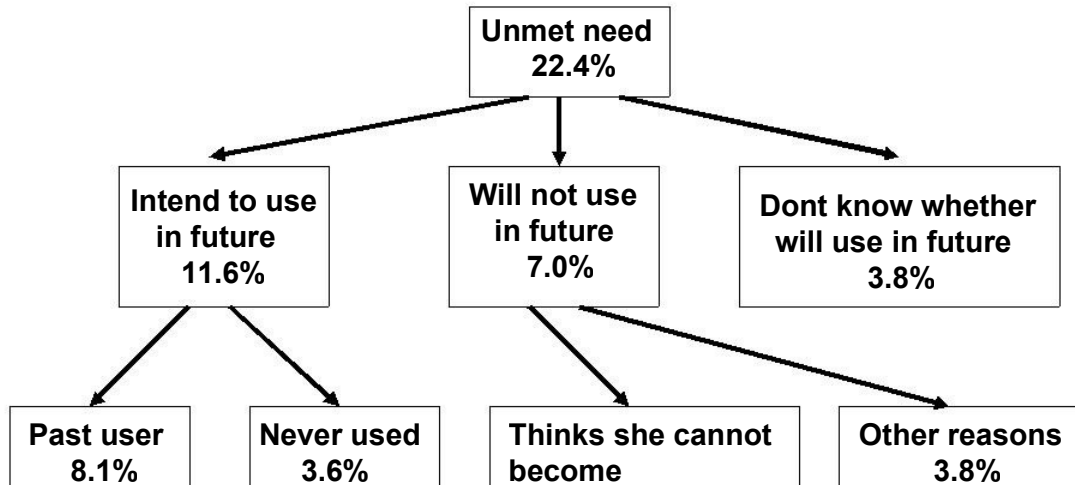 Unmet need
22.4%
Intend to use
in future
11.6%
Will not use
in future
7.0%
Dont know whether
will use in future
3.8%
Past user
8.1%
Never used
3.6%
Thinks she cannot
become
Other reasons
3.8%